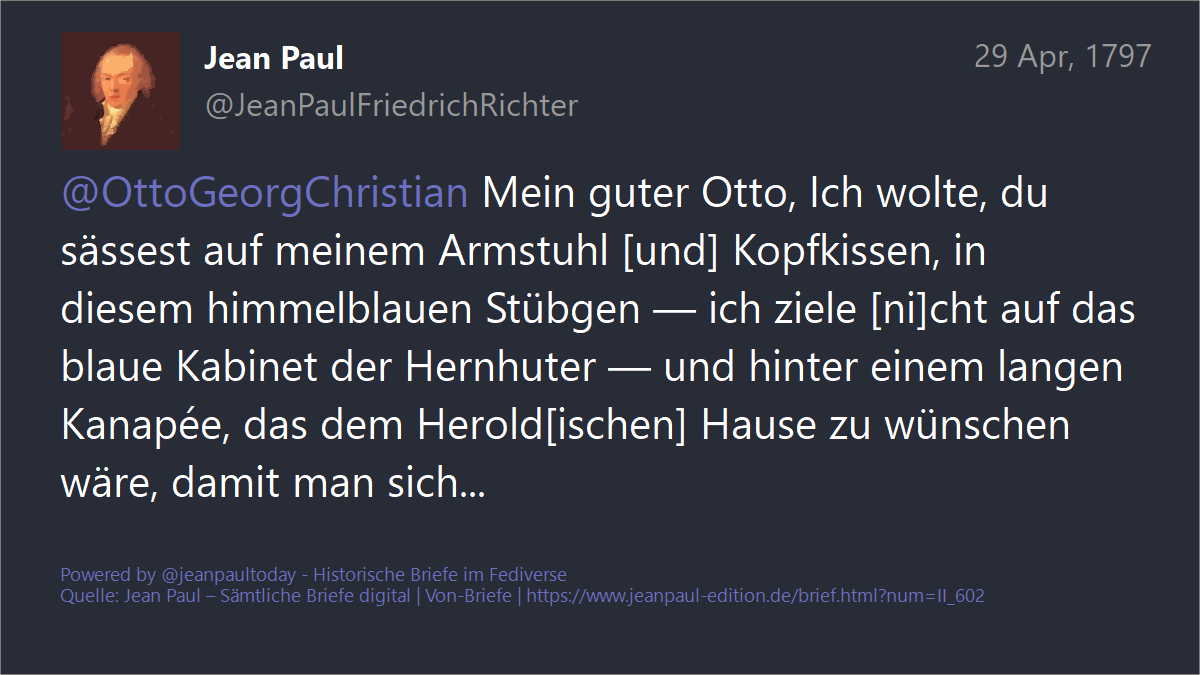 Jean Paul
29 Apr, 1797
@JeanPaulFriedrichRichter
@OttoGeorgChristian Mein guter Otto, Ich wolte, du
sässest auf meinem Armstuhl [und] Kopfkissen, in
diesem himmelblauen Stübgen — ich ziele [ni]cht auf das
blaue Kabinet der Hernhuter — und hinter einem langen
Kanapée, das dem Herold[ischen] Hause zu wünschen
wäre, damit man sich...
Powered by @jeanpaultoday - Historische Briefe im Fediverse
Quelle: Jean Paul – Sämtliche Briefe digital | Von-Briefe | https://www.jeanpaul-edition.de/brief.html?num=II_602